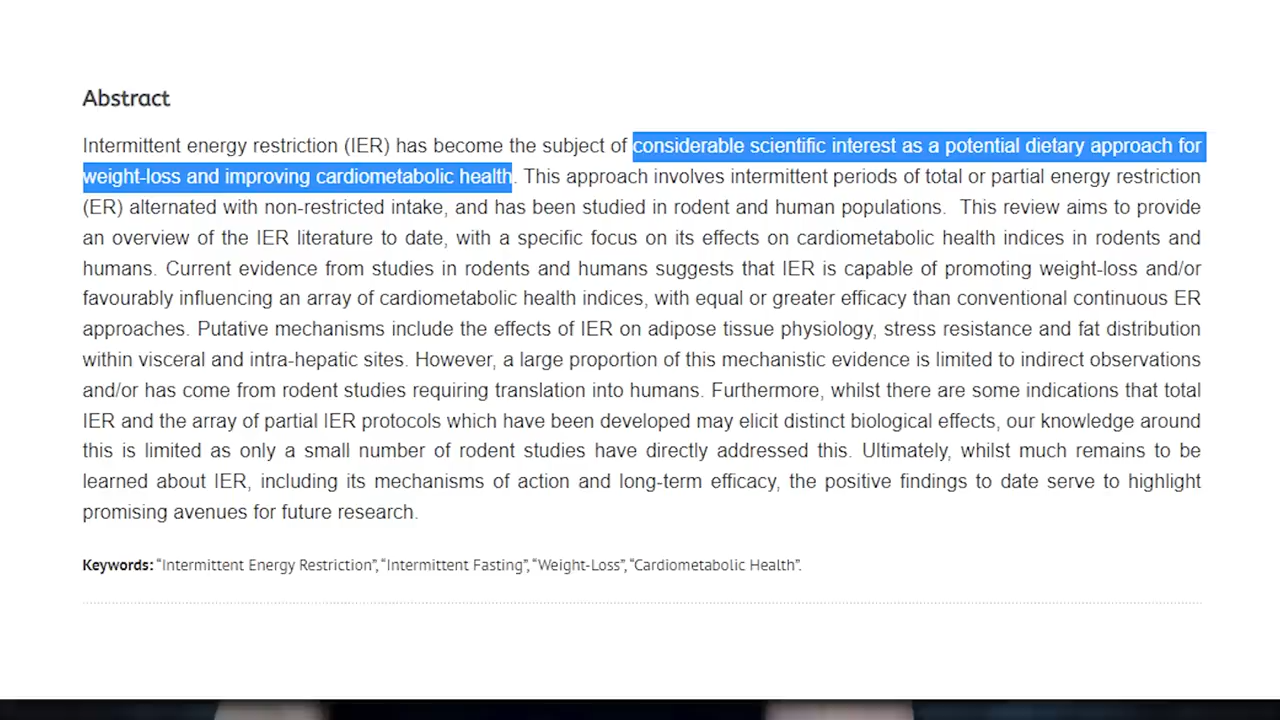 Abstract
Intermittent energy restriction (IER) has become the subject of considerable scientific interest as a potential dietary approach for
weight-loss and improving cardiometabolic health. This approach involves intermittent periods of total or partial energy restriction
(ER) alternated with non-restricted intake, and has been studied in rodent and human populations.  This review aims to provide
an overview of the IER literature to date, with a specific focus on its effects on cardiometabolic health indices in rodents and
humans. Current evidence from studies in rodents and humans suggests that IER is capable of promoting weight-loss and/or
favourably influencing an array of cardiometabolic health indices, with equal or greater efficacy than conventional continuous ER
approaches. Putative mechanisms include the effects of IER on adipose tissue physiology, stress resistance and fat distribution
within visceral and intra-hepatic sites. However, a large proportion of this mechanistic evidence is limited to indirect observations
and/or has come from rodent studies requiring translation into humans. Furthermore, whilst there are some indications that total
IER and the array of partial IER protocols which have been developed may elicit distinct biological effects, our knowledge around
this is limited as only a small number of rodent studies have directly addressed this. Ultimately, whilst much remains to be
learned about IER, including its mechanisms of action and long-term efficacy, the positive findings to date serve to highlight
promising avenues for future research.
Keywords: “Intermittent Energy Restriction”, “Intermittent Fasting”, “Weight-Loss”, “Cardiometabolic Health”.